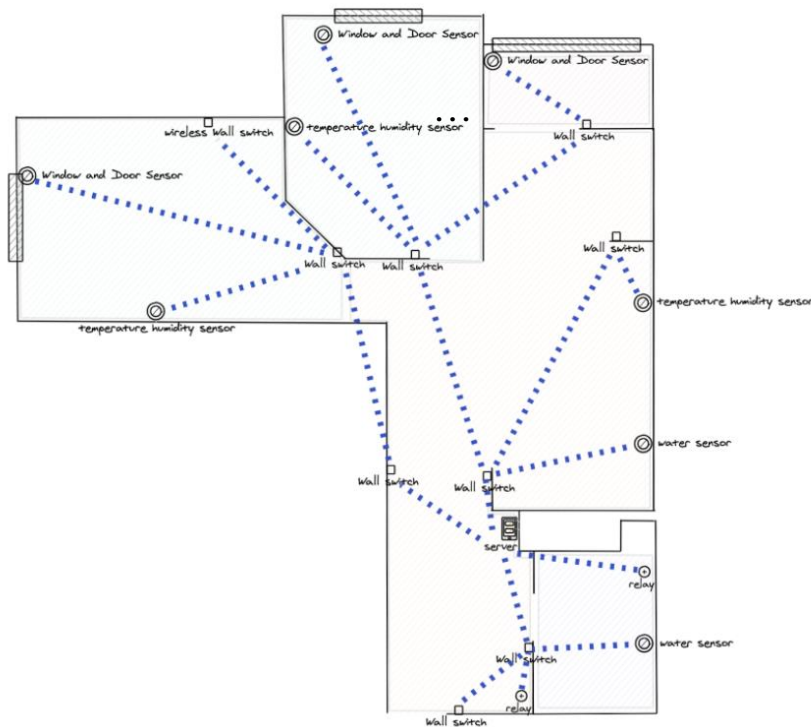 Window and Door Sensor
Window and Door Sensor
...
wireless Wall switch
temperature humidity sensor
Wall switch
Window and Door Sensor
Wall switch
Wall switch
Wall switch
temperature humidity sensor
temperature humidity sensor
water sensor
Wall switch
Wall switch
server
relay
water sensor
Wall switch
relay
Wall switch